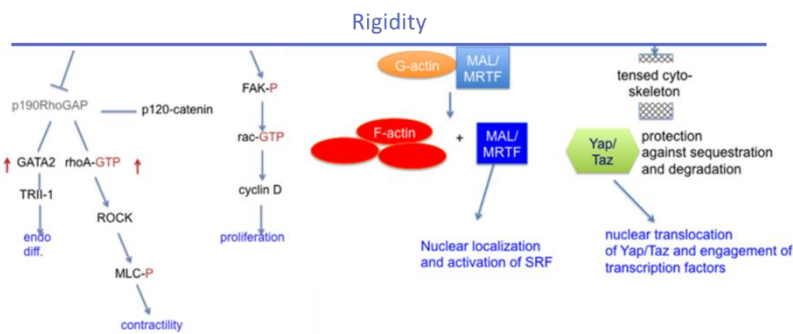 Rigidity
p190RhoGAP
p120-catenin
GATA2
rhoA-GTP
TRII-1
endo
diff.
ROCK
MLC-P
contractility
FAK-P
rac-GTP
cyclin D
proliferation
G-actin
MAL/
MRTF
F-actin
+
MAL/
MRTF
Nuclear localization
and activation of SRF
tensed cyto-
skeleton
Yap/
Taz
protection
against sequestration
and degradation
nuclear translocation
of Yap/Taz and engagement of
transcription factors